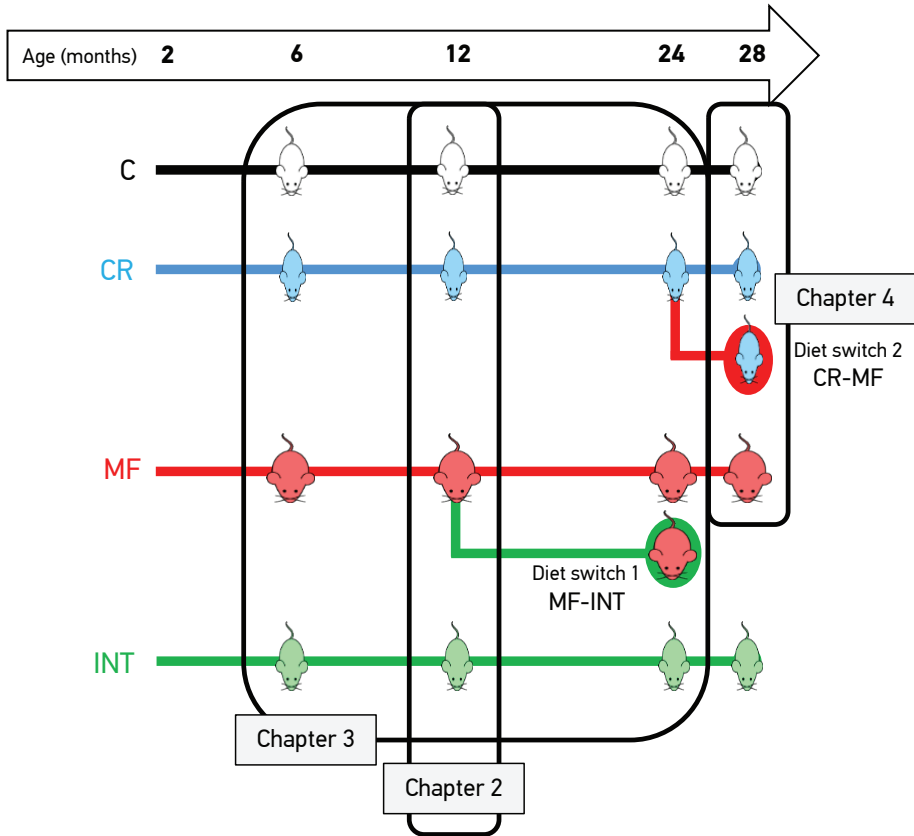 Age (months) 2 6 12 24 28
C
CR
Chapter 4
Diet switch 2
CR-MF
MF
Diet switch 1
MF-INT
INT
Chapter 3
Chapter 2